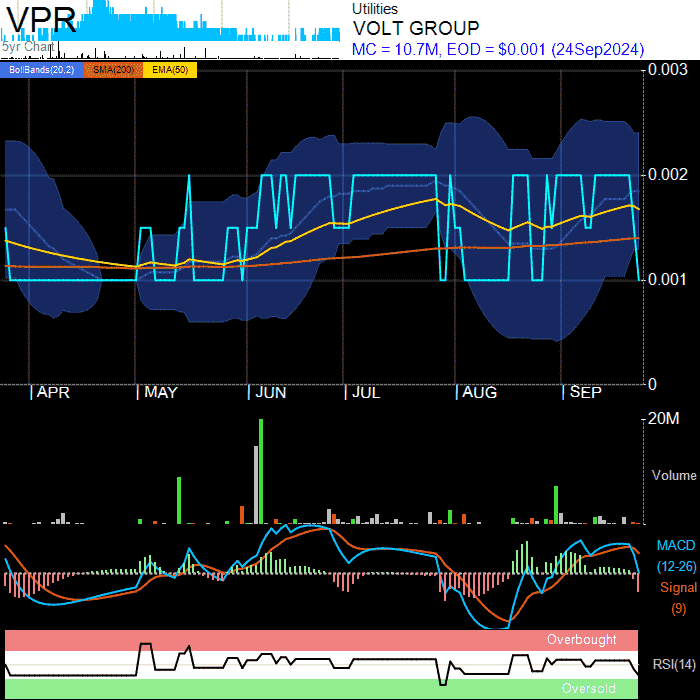 VPR
5yr Chart
Utilities
VOLT GROUP
MC = 10.7M, EOD = $0.001 (24Sep2024)
BollBands(20,2) SMA(200) EMA(50)
0.003
0.002
0.001
0
APR MAY JUN JUL AUG SEP
20M
Volume
MACD
(12-26)
Signal
(9)
Overbought
RSI(14)
Oversold